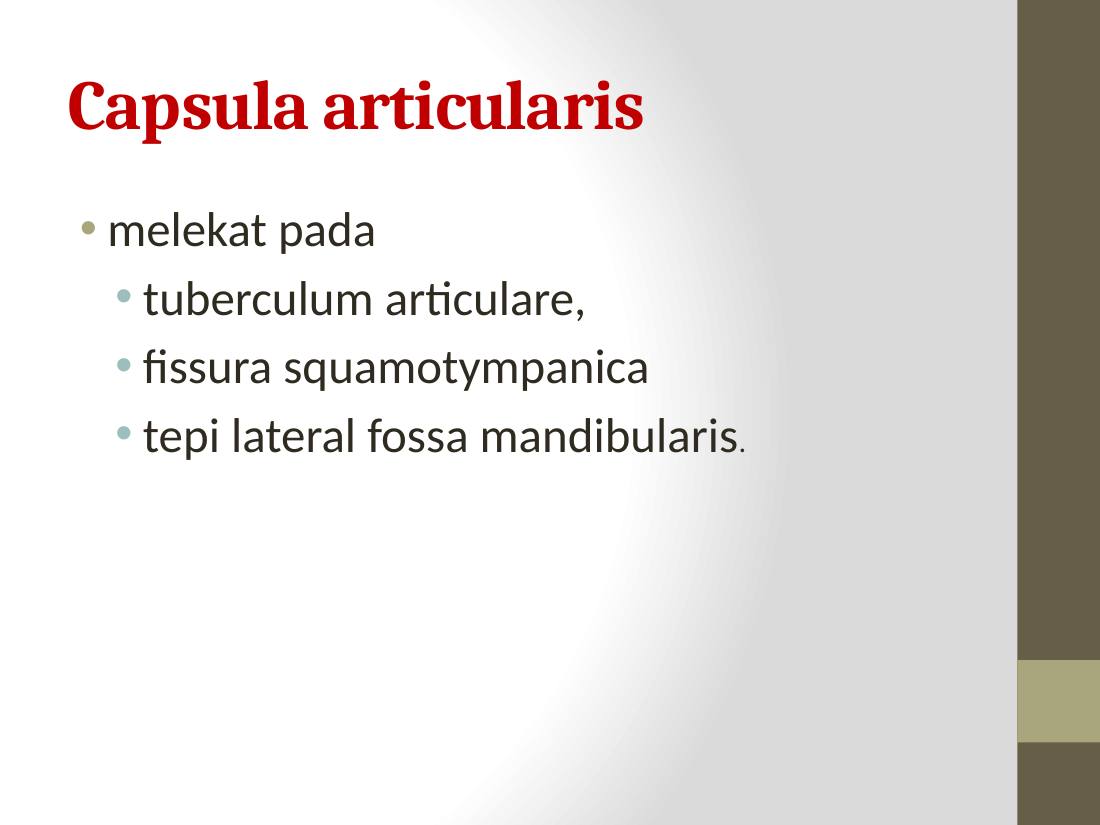 Capsula articularis
• melekat pada
• tuberculum articulare,
• fissura squamotympanica
• tepi lateral fossa mandibularis.